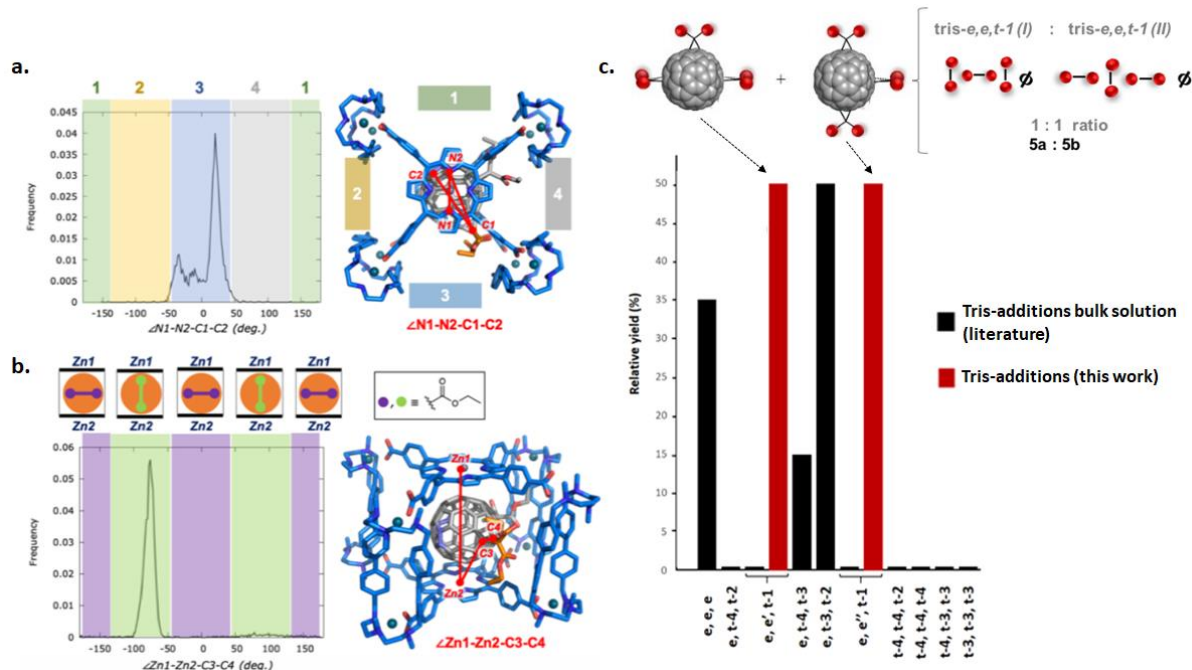 a.
1 2 3 4 1
0.045
0.04
0.035
0.03
0.025
0.02
0.015
0.01
0.005
0
Frequency
-150 -100 -50 0 50 100 150
∠N1-N2-C1-C2 (deg.)
1
2
3
4
C2
N2
N1
C1
∠N1-N2-C1-C2
b.
Zn1 Zn1 Zn1 Zn1 Zn1
Zn2 Zn2 Zn2 Zn2 Zn2
0.06
0.05
0.04
0.03
0.02
0.01
0
Frequency
-150 -100 -50 0 50 100 150
∠Zn1-Zn2-C3-C4 (deg.)
, ≡ O O
Zn1
C4
C3
Zn2
∠Zn1-Zn2-C3-C4
c.
+
tris-e,e,t-1 (I) : tris-e,e,t-1 (II)
1 : 1 ratio
5a : 5b
50
45
40
35
30
25
20
15
10
5
0
Relative yield (%)
Tris-additions bulk solution
(literature)
Tris-additions (this work)
e, e, e
e, t-4, t-2
e, e', t-1
e, t-4, t-3
e, t-3, t-2
e, e'', t-1
t-4, t-4, t-2
t-4, t-4, t-4
t-4, t-3, t-3
t-3, t-3, t-3